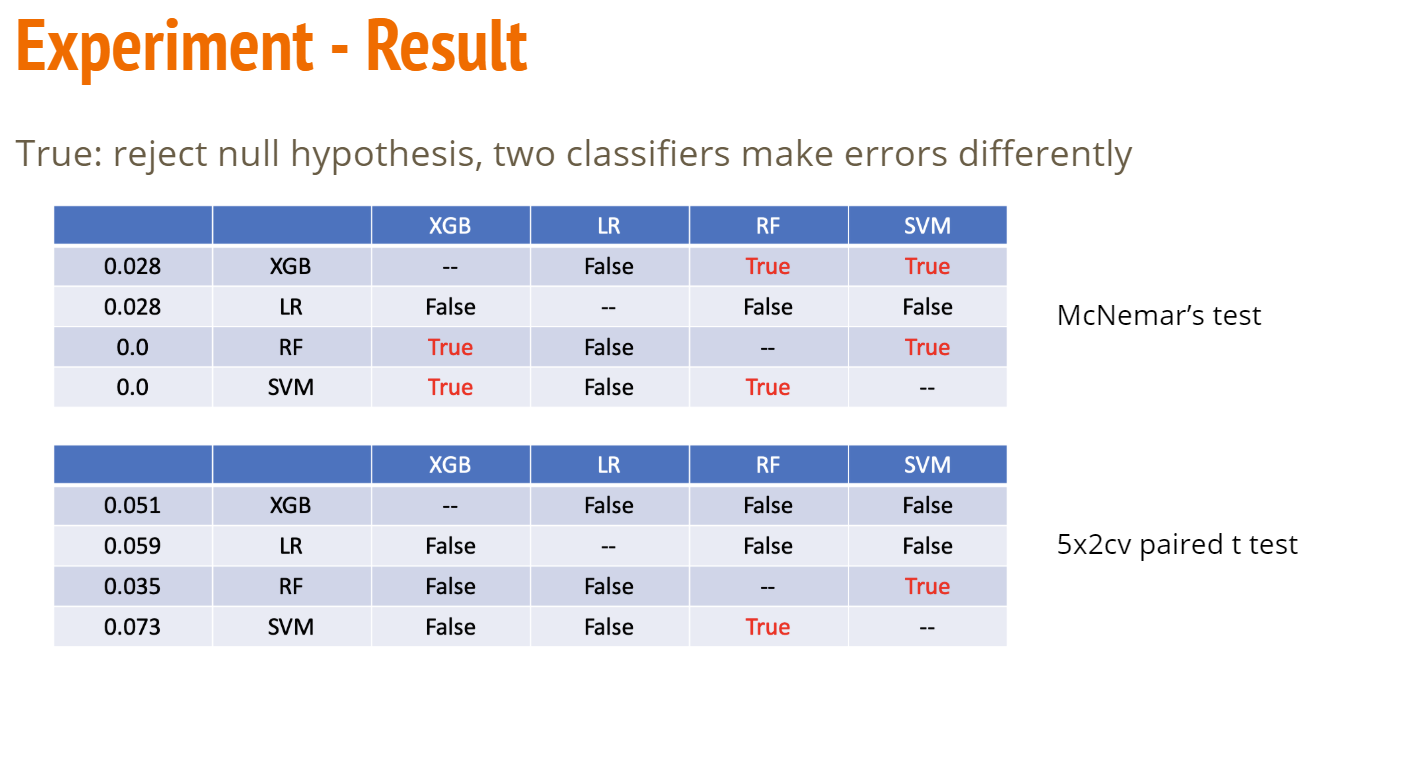 Experiment - Result
True: reject null hypothesis, two classifiers make errors differently
XGB LR RF SVM
0.028 XGB -- False True True
0.028 LR False -- False False
0.0 RF True False -- True
0.0 SVM True False True --
McNemar’s test
XGB LR RF SVM
0.051 XGB -- False False False
0.059 LR False -- False False
0.035 RF False False -- True
0.073 SVM False False True --
5x2cv paired t test